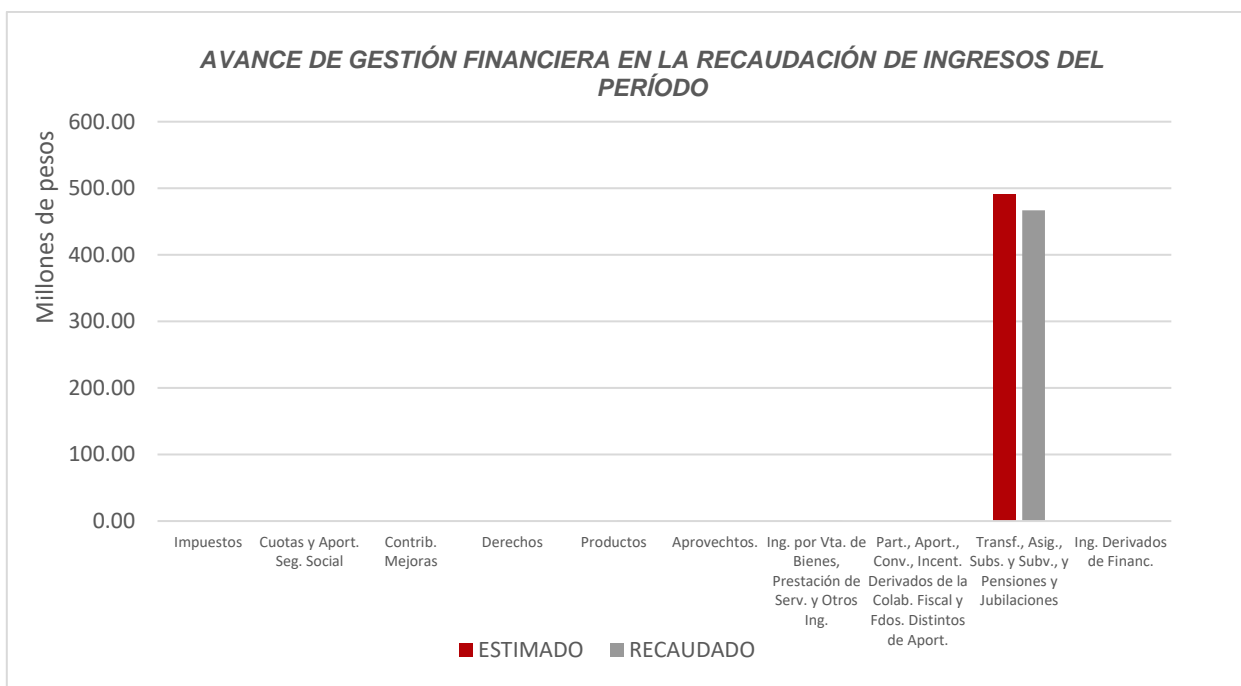 AVANCE DE GESTIÓN FINANCIERA EN LA RECAUDACIÓN DE INGRESOS DEL
PERÍODO
Millones de pesos
600.00
500.00
400.00
300.00
200.00
100.00
0.00
Impuestos
Cuotas y Aport.
Seg. Social
Contrib.
Mejoras
Derechos
Productos
Aprovechtos.
Ing. por Vta. de
Bienes,
Prestación de
Serv. y Otros
Ing.
Part., Aport.,
Conv., Incent.
Derivados de la
Colab. Fiscal y
Fdos. Distintos
de Aport.
Transf., Asig.,
Subs. y Subv., y
Pensiones y
Jubilaciones
Ing. Derivados
de Financ.
ESTIMADO
RECAUDADO